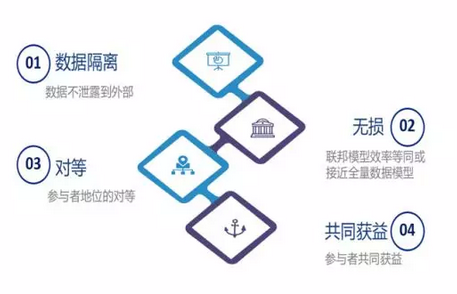 01 数据隔离
数据不泄露到外部
无损 02
联邦模型效率等同或
接近全量数据模型
03 对等
参与者地位的对等
共同获益 04
参与者共同获益